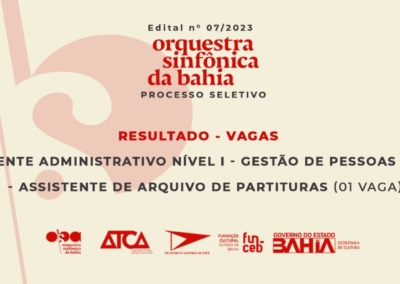 Edital nº 07/2023
orquestra
sinfônica
da bahia
PROCESSO SELETIVO
RESULTADO - VAGAS
ENTE ADMINISTRATIVO NÍVEL I - GESTÃO DE PESSOAS
- ASSISTENTE DE ARQUIVO DE PARTITURAS (01 VAGA)
orquestra
sinfônica
da bahia
ATCA
TEATRO CASTRO ALVES
FUNDAÇÃO
CULTURAL
ESTADO DA
BAHIA
fun
ceb
GOVERNO DO ESTADO
BAHIA
SECRETARIA
DE CULTURA